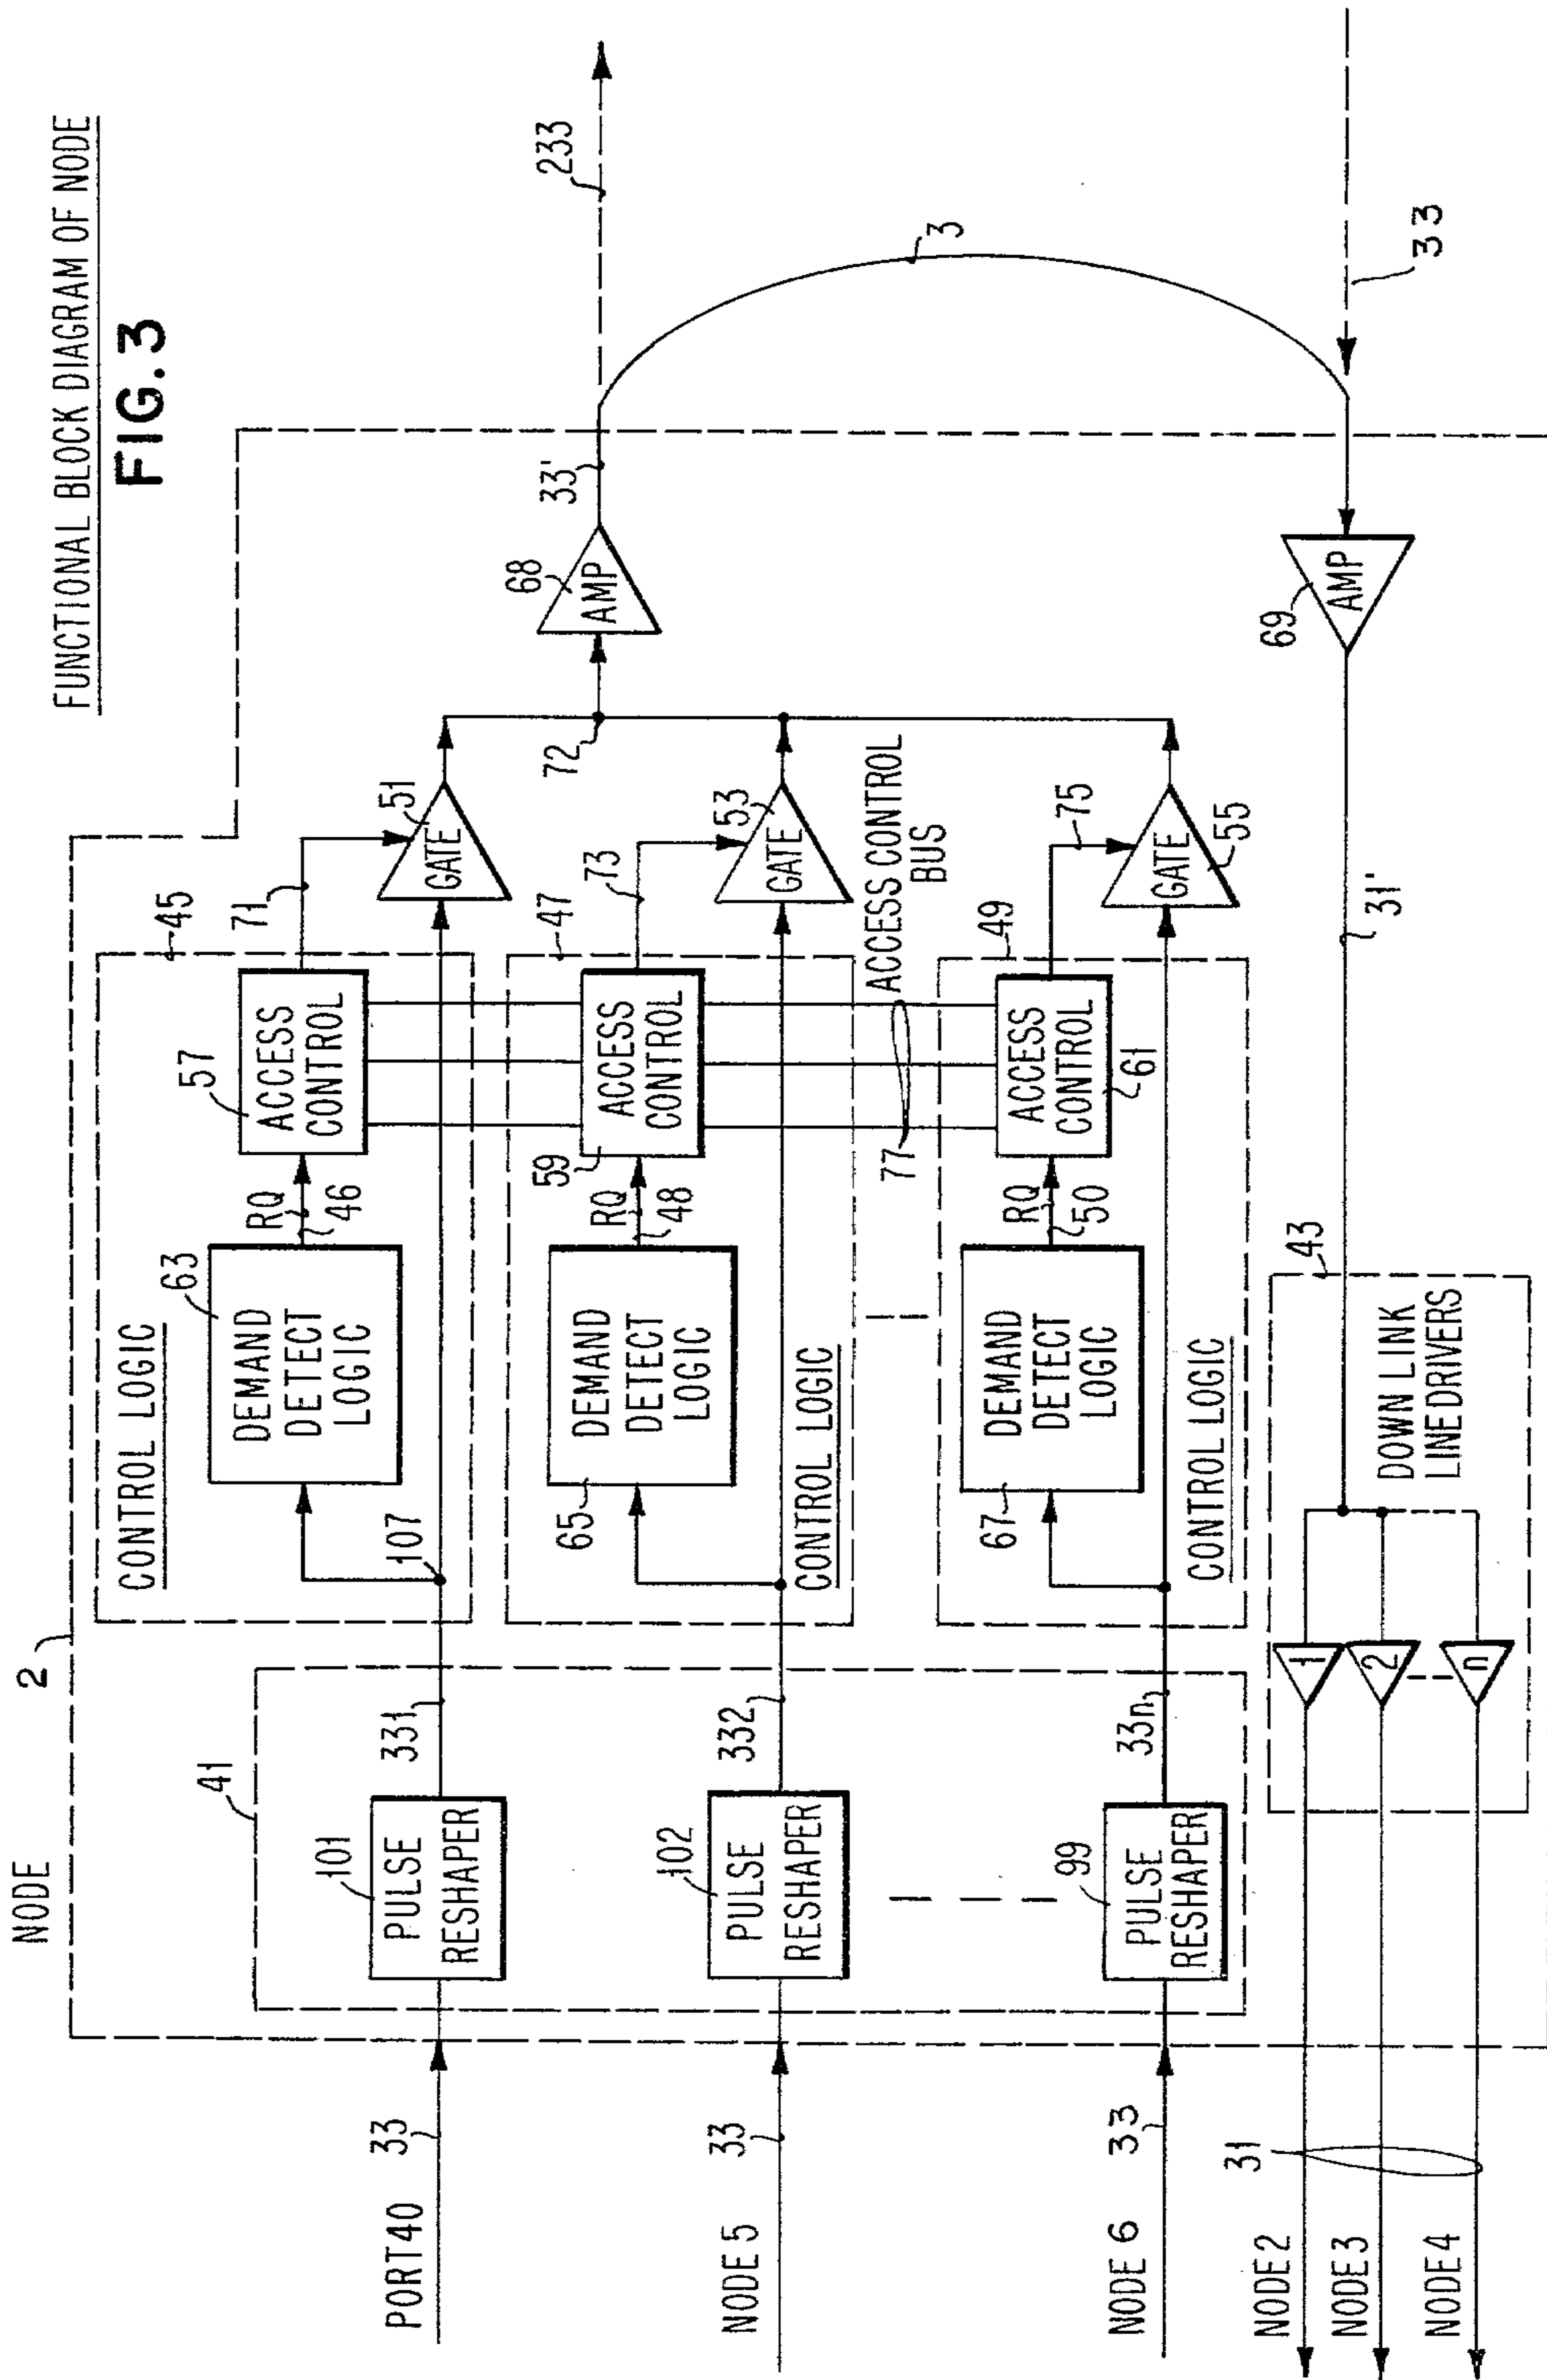 FUNCTIONAL BLOCK DIAGRAM OF NODE
FIG. 3
NODE
2
41
PORT 40
33
101
PULSE
RESHAPER
331
107
CONTROL LOGIC
45
63
DEMAND
DETECT
LOGIC
RQ
46
57
ACCESS
CONTROL
71
GATE
51
NODE 5
33
102
PULSE
RESHAPER
332
CONTROL LOGIC
47
65
DEMAND
DETECT
LOGIC
RQ
48
59
ACCESS
CONTROL
73
GATE
53
77
ACCESS CONTROL
BUS
NODE 6
33
99
PULSE
RESHAPER
33n
CONTROL LOGIC
49
67
DEMAND
DETECT
LOGIC
RQ
50
61
ACCESS
CONTROL
75
GATE
55
72
68
AMP
33'
233
3
33
69
AMP
31'
43
DOWN LINK
LINE DRIVERS
1
2
n
31
NODE 2
NODE 3
NODE 4